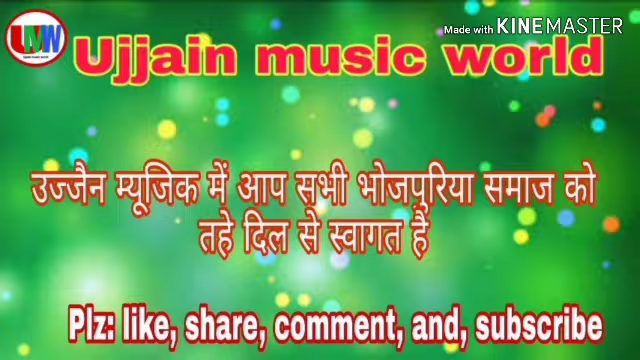 UMW
Made with KINEMASTER
Ujjain music world
उज्जैन म्यूजिक में आप सभी भोजपुरिया समाज को
तहे दिल से स्वागत है
Plz: like, share, comment, and, subscribe